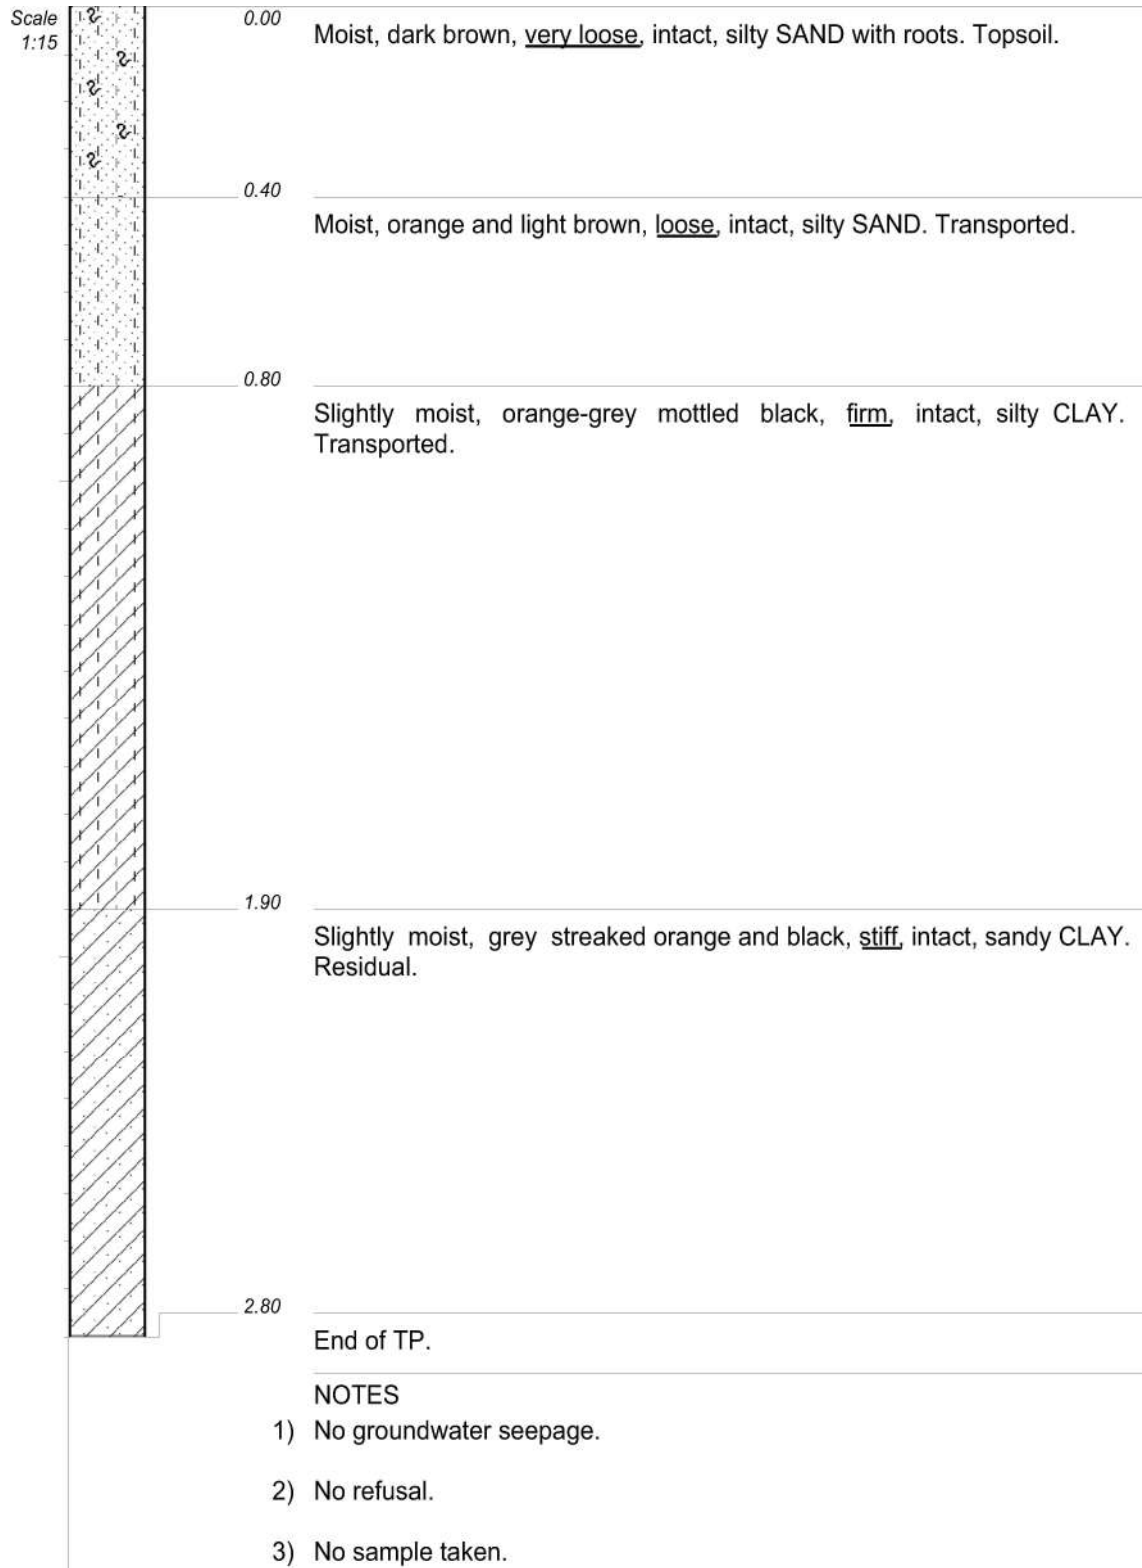 Scale
1:15
0.00
Moist, dark brown, very loose, intact, silty SAND with roots. Topsoil.
0.40
Moist, orange and light brown, loose, intact, silty SAND. Transported.
0.80
Slightly moist, orange-grey mottled black, firm, intact, silty CLAY.
Transported.
1.90
Slightly moist, grey streaked orange and black, stiff, intact, sandy CLAY.
Residual.
2.80
End of TP.
NOTES
1) No groundwater seepage.
2) No refusal.
3) No sample taken.